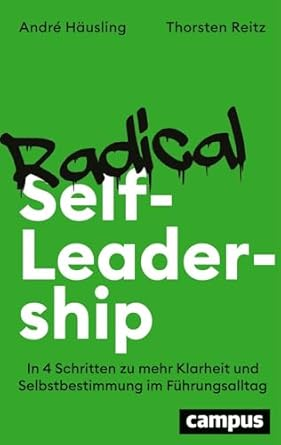 André Häusling Thorsten Reitz
Radical
Self-
Leader-
ship
In 4 Schritten zu mehr Klarheit und
Selbstbestimmung im Führungsalltag
campus